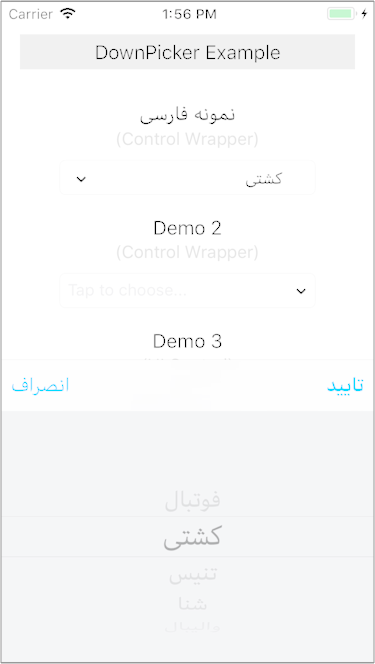 Carrier 1:56 PM
DownPicker Example
نمونه فارسی
(Control Wrapper)
کشتی
Demo 2
(Control Wrapper)
Tap to choose...
Demo 3
انصراف تایید
فوتبال
کشتی
تنیس
شنا